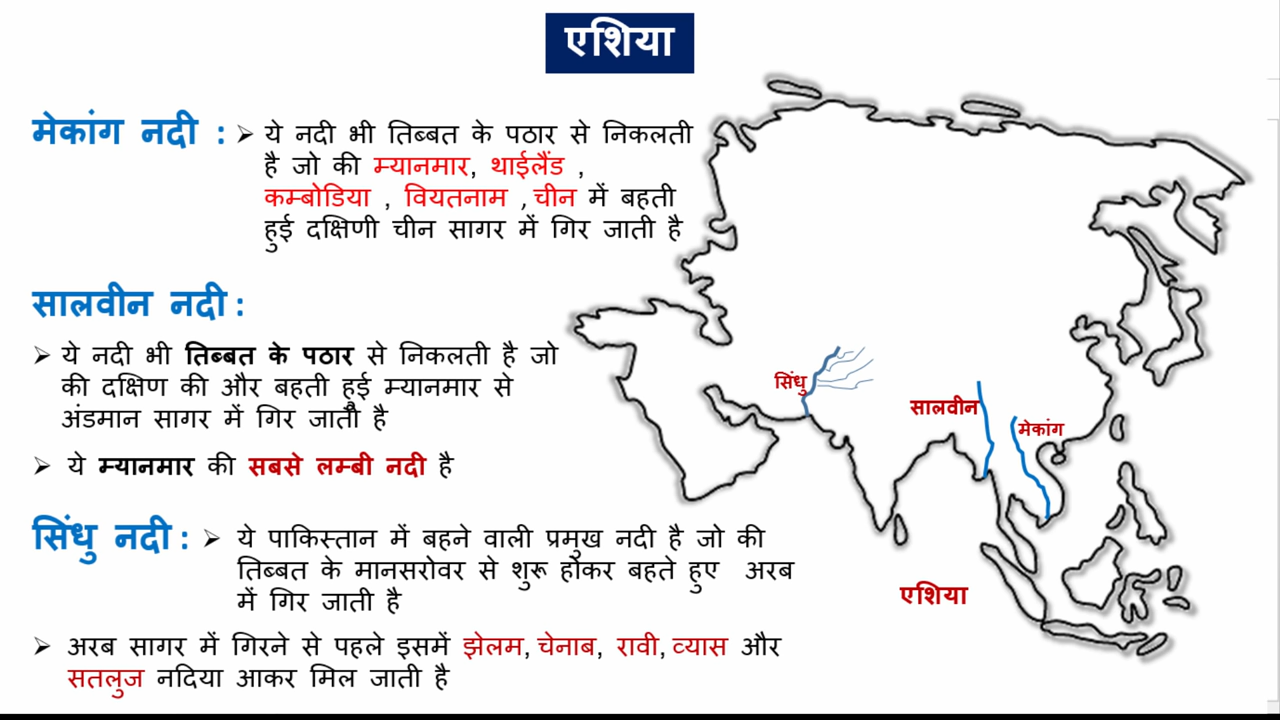 एशिया
मेकांग नदी : ➢ ये नदी भी तिब्बत के पठार से निकलती
है जो की म्यानमार, थाईलैंड ,
कम्बोडिया , वियतनाम ,चीन में बहती
हुई दक्षिणी चीन सागर में गिर जाती है
सालवीन नदी :
➢ ये नदी भी तिब्बत के पठार से निकलती है जो
की दक्षिण की और बहती हुई म्यानमार से
अंडमान सागर में गिर जाती है
➢ ये म्यानमार की सबसे लम्बी नदी है
सिंधु नदी : ➢ ये पाकिस्तान में बहने वाली प्रमुख नदी है जो की
तिब्बत के मानसरोवर से शुरू होकर बहते हुए अरब
में गिर जाती है
➢ अरब सागर में गिरने से पहले इसमें झेलम, चेनाब, रावी, व्यास और
सतलुज नदिया आकर मिल जाती है
सिंधु
सालवीन
मेकांग
एशिया